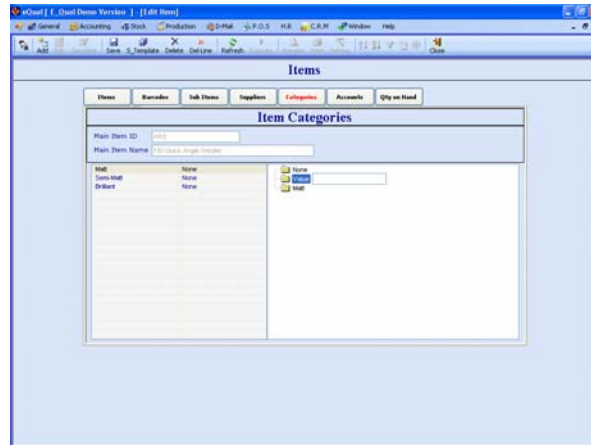 eQual [ E_Qual Demo Version ] - [Edit Item]
General Accounting Stock Production D-Mail P.O.S H.R C.R.M Window Help
Add Save S_Template Delete Del-Line Refresh Close
Items
Items Barcodes Sub Items Suppliers Categories Accounts Qty on Hand
Item Categories
Main Item ID
Main Item Name
Matt None
Semi-Matt None
Brilliant None
None
Value
Matt